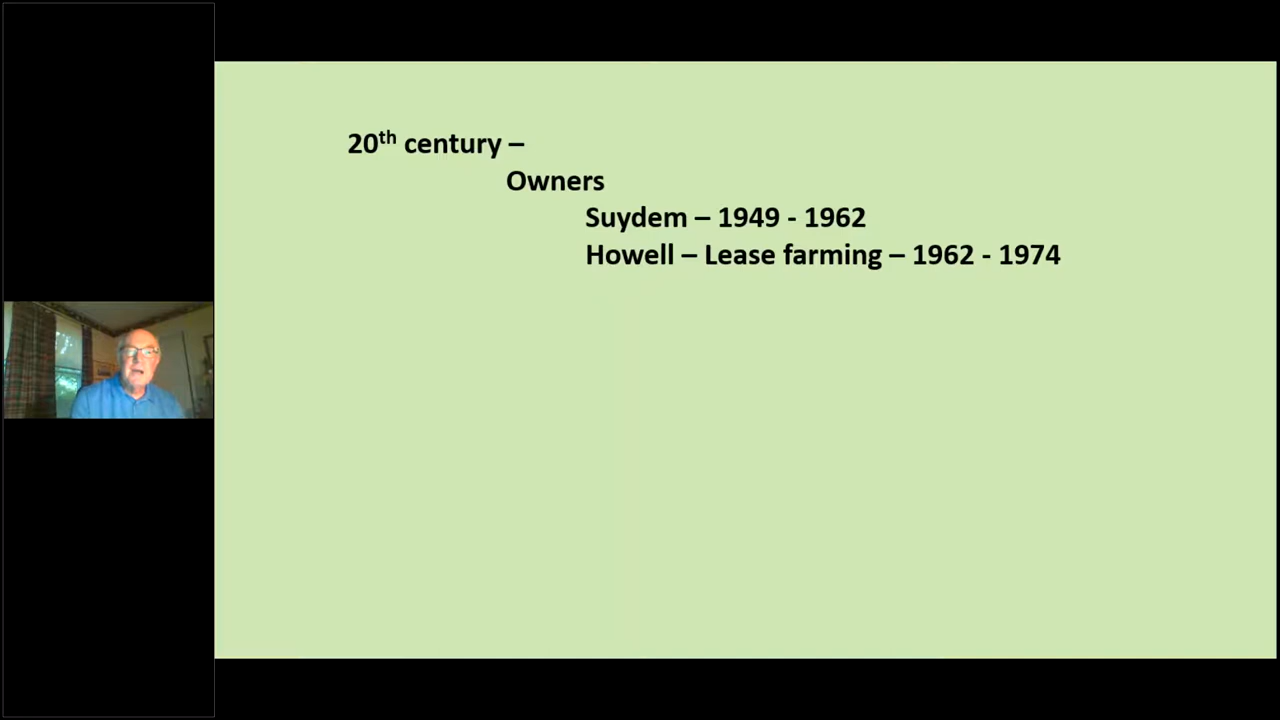 20th century –
Owners
Suydem – 1949 - 1962
Howell – Lease farming – 1962 - 1974